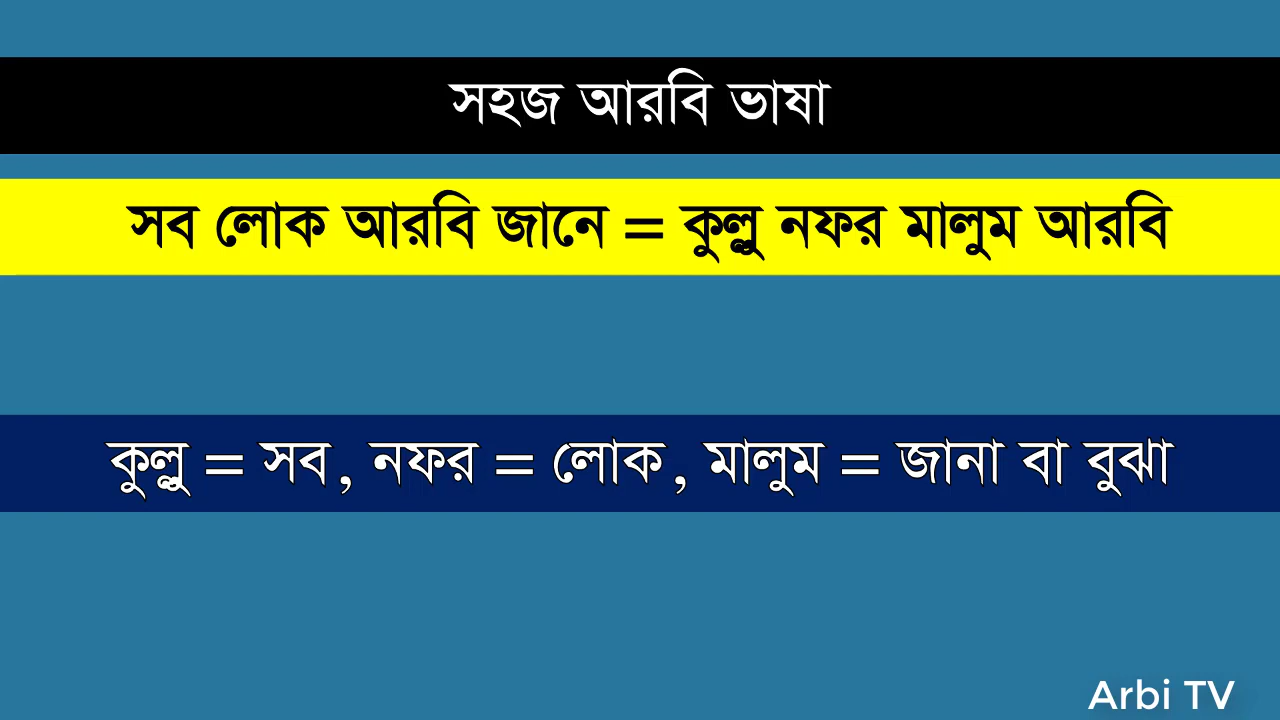 সহজ আরবি ভাষা
সব লোক আরবি জানে = কুল্লু নফর মালুম আরবি
কুল্লু = সব, নফর = লোক, মালুম = জানা বা বুঝা
Arbi TV